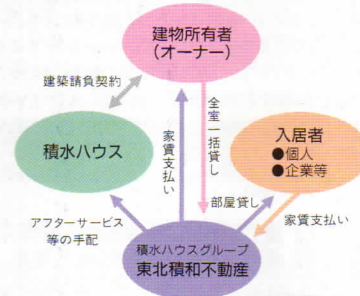 建物所有者
(オーナー)
建築請負契約
全室一括貸し
積水ハウス
家賃支払い
入居者
●個人
●企業等
部屋貸し
家賃支払い
アフターサービス
等の手配
積水ハウスグループ
東北積和不動産